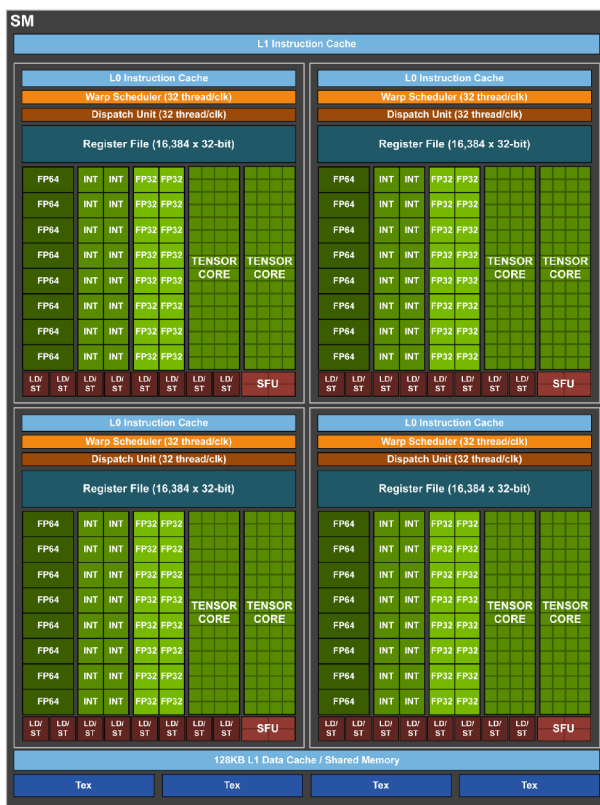 SM
L1 Instruction Cache
L0 Instruction Cache
Warp Scheduler (32 thread/clk)
Dispatch Unit (32 thread/clk)
Register File (16,384 x 32-bit)
FP64 INT INT FP32 FP32
FP64 INT INT FP32 FP32
FP64 INT INT FP32 FP32
FP64 INT INT FP32 FP32
TENSOR TENSOR
CORE CORE
FP64 INT INT FP32 FP32
FP64 INT INT FP32 FP32
FP64 INT INT FP32 FP32
FP64 INT INT FP32 FP32
LD/ LD/ LD/ LD/ LD/ LD/ LD/ LD/ SFU
ST ST ST ST ST ST ST ST
L0 Instruction Cache
Warp Scheduler (32 thread/clk)
Dispatch Unit (32 thread/clk)
Register File (16,384 x 32-bit)
FP64 INT INT FP32 FP32
FP64 INT INT FP32 FP32
FP64 INT INT FP32 FP32
FP64 INT INT FP32 FP32
TENSOR TENSOR
CORE CORE
FP64 INT INT FP32 FP32
FP64 INT INT FP32 FP32
FP64 INT INT FP32 FP32
FP64 INT INT FP32 FP32
LD/ LD/ LD/ LD/ LD/ LD/ LD/ LD/ SFU
ST ST ST ST ST ST ST ST
L0 Instruction Cache
Warp Scheduler (32 thread/clk)
Dispatch Unit (32 thread/clk)
Register File (16,384 x 32-bit)
FP64 INT INT FP32 FP32
FP64 INT INT FP32 FP32
FP64 INT INT FP32 FP32
FP64 INT INT FP32 FP32
TENSOR TENSOR
CORE CORE
FP64 INT INT FP32 FP32
FP64 INT INT FP32 FP32
FP64 INT INT FP32 FP32
FP64 INT INT FP32 FP32
LD/ LD/ LD/ LD/ LD/ LD/ LD/ LD/ SFU
ST ST ST ST ST ST ST ST
L0 Instruction Cache
Warp Scheduler (32 thread/clk)
Dispatch Unit (32 thread/clk)
Register File (16,384 x 32-bit)
FP64 INT INT FP32 FP32
FP64 INT INT FP32 FP32
FP64 INT INT FP32 FP32
FP64 INT INT FP32 FP32
TENSOR TENSOR
CORE CORE
FP64 INT INT FP32 FP32
FP64 INT INT FP32 FP32
FP64 INT INT FP32 FP32
FP64 INT INT FP32 FP32
LD/ LD/ LD/ LD/ LD/ LD/ LD/ LD/ SFU
ST ST ST ST ST ST ST ST
128KB L1 Data Cache / Shared Memory
Tex Tex Tex Tex